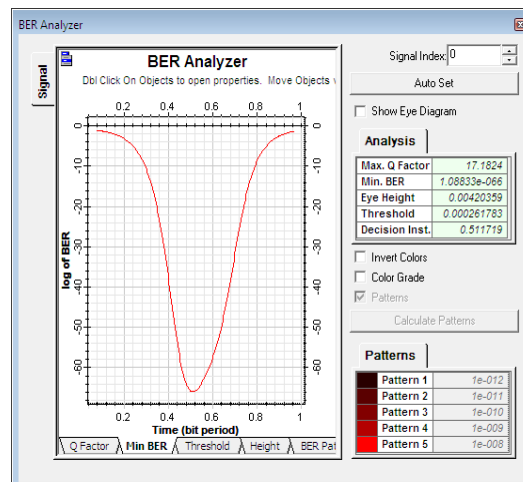 BER Analyzer
Signal
BER Analyzer
Dbl Click On Objects to open properties. Move Objects
0.2 0.4 0.6 0.8 1
0 0
-10 -10
-20 -20
-30 -30
-40 -40
-50 -50
-60 -60
log of BER
0.2 0.4 0.6 0.8 1
Time (bit period)
Q Factor Min BER Threshold Height BER Pat
Signal Index: 0
Auto Set
Show Eye Diagram
Analysis
Max. Q Factor 17.1824
Min. BER 1.08833e-066
Eye Height 0.00420359
Threshold 0.000261783
Decision Inst. 0.511719
Invert Colors
Color Grade
Patterns
Calculate Patterns
Patterns
Pattern 1 1e-012
Pattern 2 1e-011
Pattern 3 1e-010
Pattern 4 1e-009
Pattern 5 1e-008